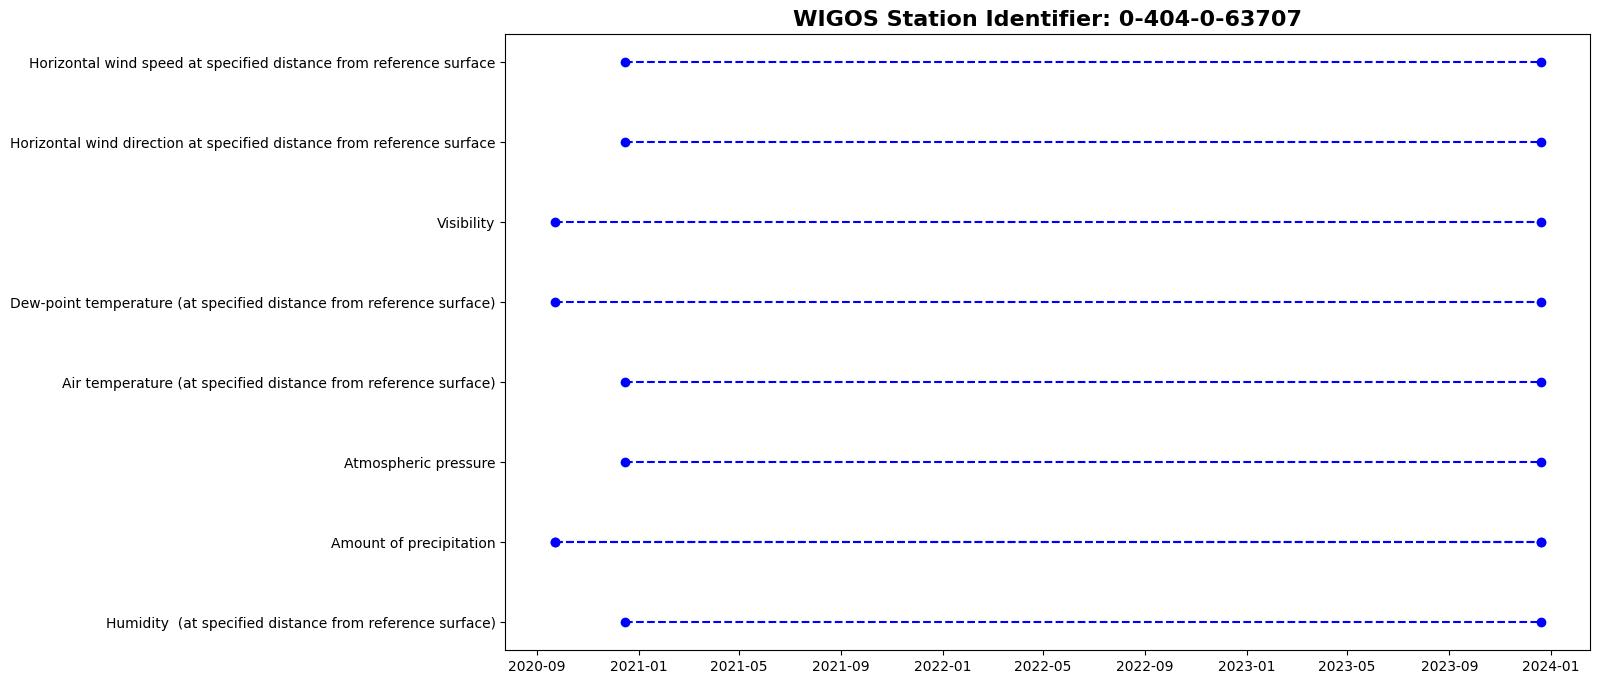 WIGOS Station Identifier: 0-404-0-63707
Horizontal wind speed at specified distance from reference surface
Horizontal wind direction at specified distance from reference surface
Visibility
Dew-point temperature (at specified distance from reference surface)
Air temperature (at specified distance from reference surface)
Atmospheric pressure
Amount of precipitation
Humidity  (at specified distance from reference surface)
2020-09 2021-01 2021-05 2021-09 2022-01 2022-05 2022-09 2023-01 2023-05 2023-09 2024-01